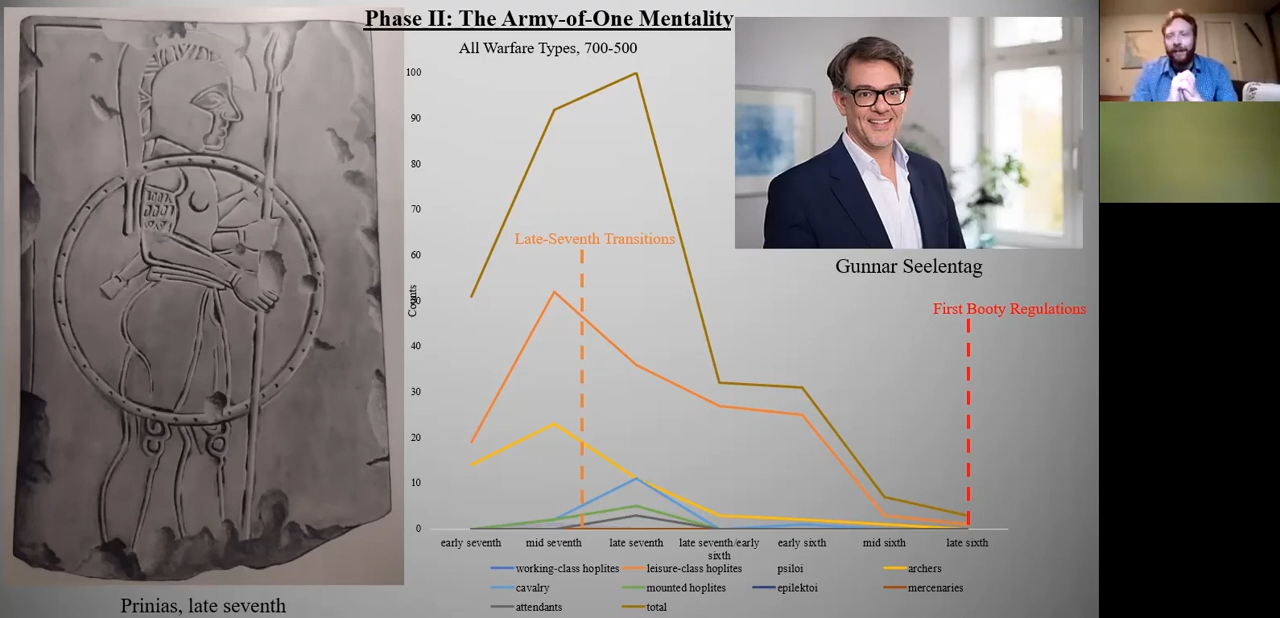 Phase II: The Army-of-One Mentality
All Warfare Types, 700-500
100
90
80
70
60
50
40
30
20
10
0
Counts
Late-Seventh Transitions
First Booty Regulations
early seventh
mid seventh
late seventh
late seventh/early
sixth
early sixth
mid sixth
late sixth
working-class hoplites
leisure-class hoplites
psiloi
archers
cavalry
mounted hoplites
epilektoi
mercenaries
attendants
total
Gunnar Seelentag
Prinias, late seventh